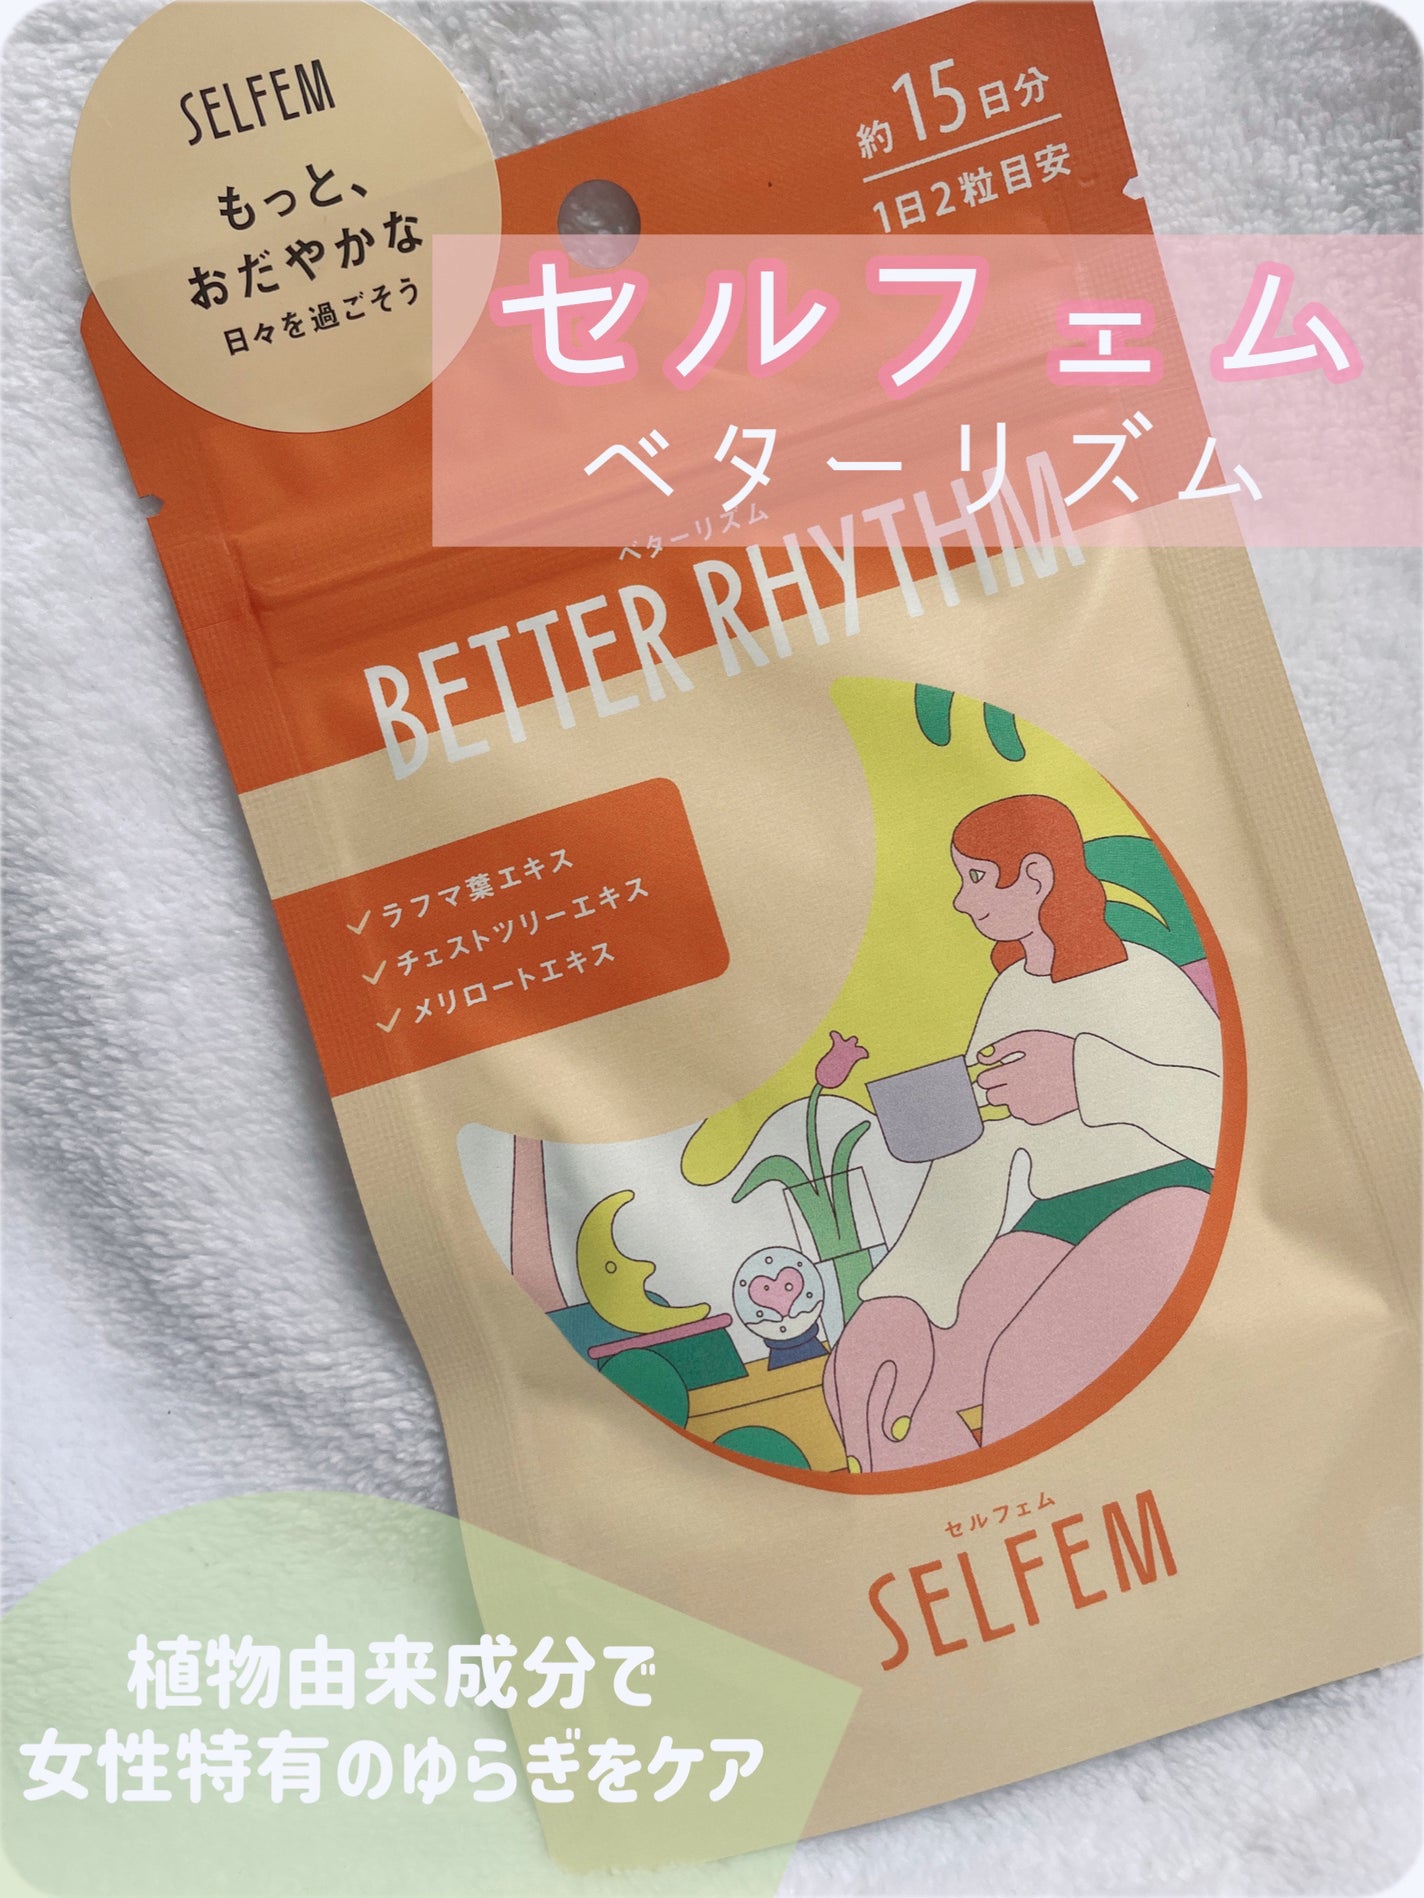 SELFEM
もっと、
おだやかな
日々を過ごそう
約15日分
1日2粒目安
セルフェム
ベターリズム
ベターリズム
BETTER RHYTHM
ラフマ葉エキス
チェストツリーエキス
メリロートエキス
セルフェム
SELFEM
植物由来成分で
女性特有のゆらぎをケア